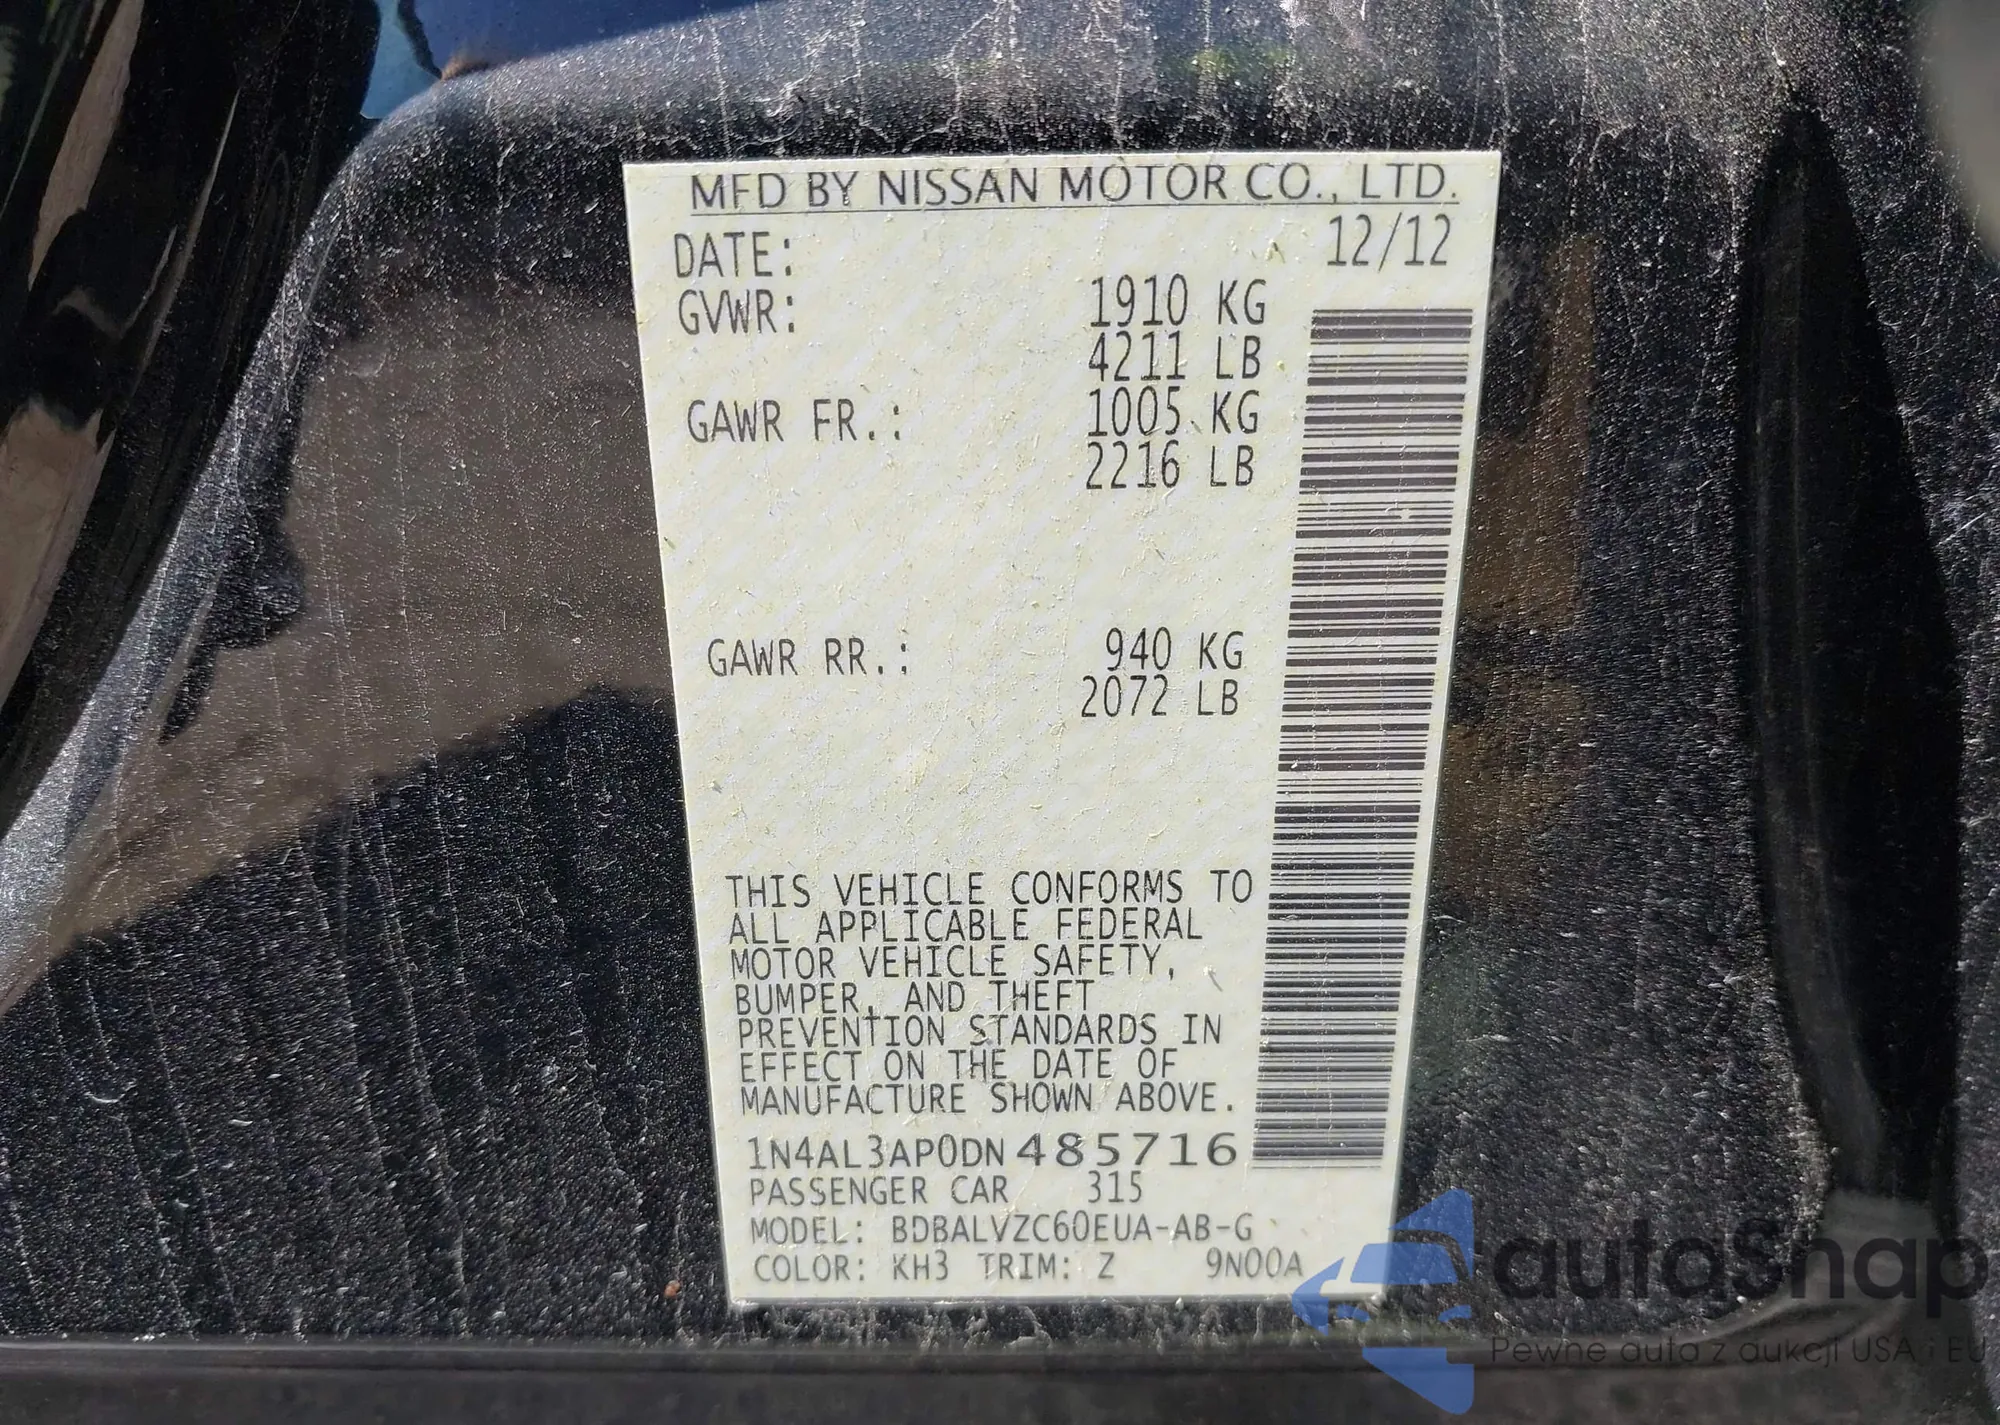 MFD BY NISSAN MOTOR CO., LTD.
DATE: 12/12
GVWR: 1910 KG
4211 LB
GAWR FR.: 1005 KG
2216 LB
GAWR RR.: 940 KG
2072 LB
THIS VEHICLE CONFORMS TO
ALL APPLICABLE FEDERAL
MOTOR VEHICLE SAFETY,
BUMPER, AND THEFT
PREVENTION STANDARDS IN
EFFECT ON THE DATE OF
MANUFACTURE SHOWN ABOVE.
1N4AL3AP0DN485716
PASSENGER CAR 315
MODEL: BDBALVZC60EUA-AB-G
COLOR: KH3 TRIM: Z 9N00A
autoSnap
Pewne auta z aukcji USA i EU